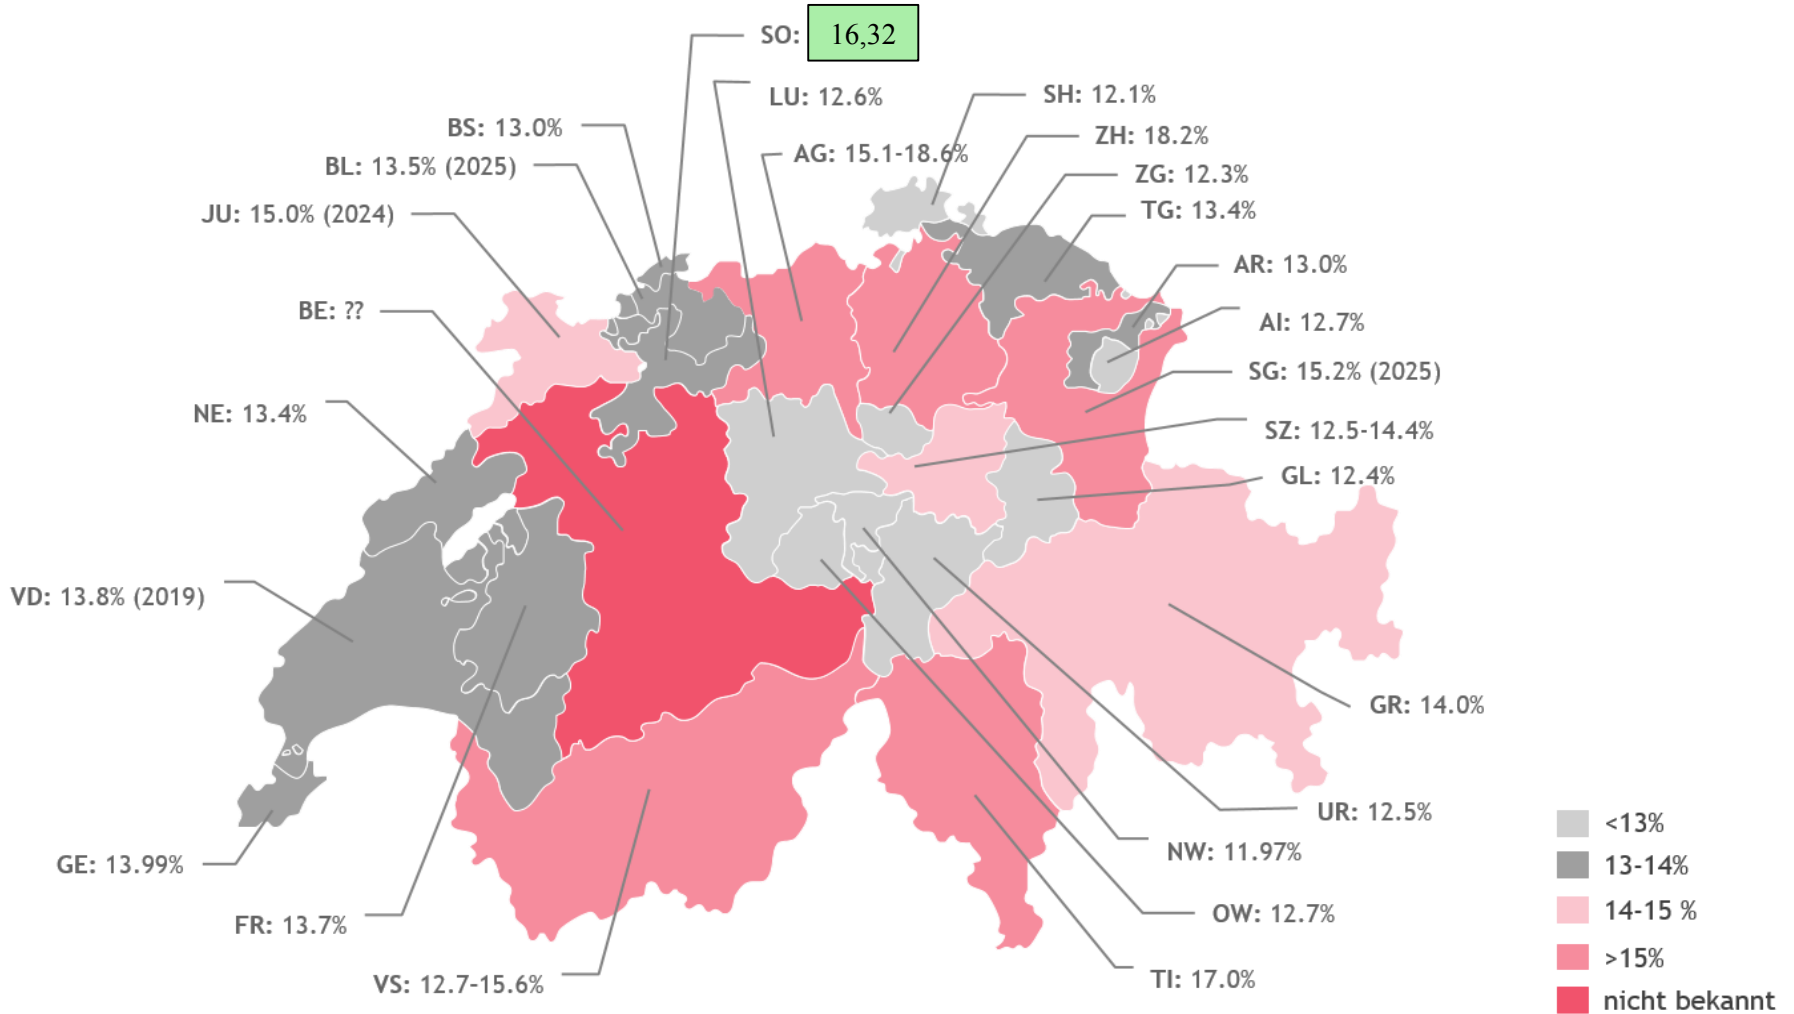 SO: 16,32
LU: 12.6%
SH: 12.1%
BS: 13.0%
ZH: 18.2%
AG: 15.1-18.6%
BL: 13.5% (2025)
ZG: 12.3%
JU: 15.0% (2024)
TG: 13.4%
AR: 13.0%
BE: ??
AI: 12.7%
SG: 15.2% (2025)
NE: 13.4%
SZ: 12.5-14.4%
GL: 12.4%
VD: 13.8% (2019)
GR: 14.0%
UR: 12.5%
NW: 11.97%
GE: 13.99%
OW: 12.7%
FR: 13.7%
TI: 17.0%
VS: 12.7-15.6%
<13%
13-14%
14-15 %
>15%
nicht bekannt